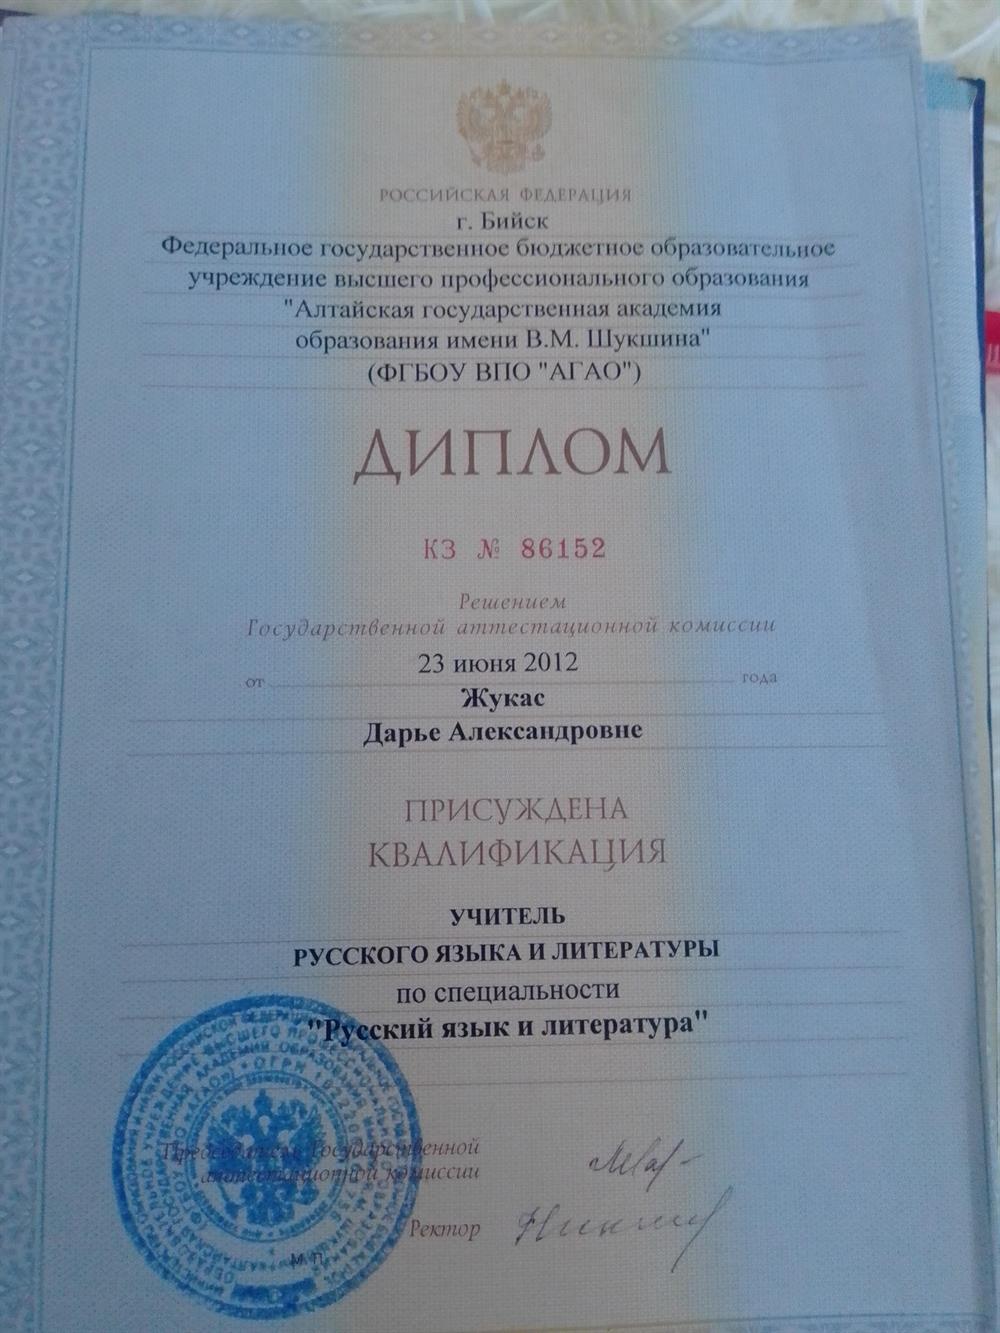 РОССИЙСКАЯ ФЕДЕРАЦИЯ
г. Бийск
Федеральное государственное бюджетное образовательное
учреждение высшего профессионального образования
"Алтайская государственная академия
образования имени В.М. Шукшина"
(ФГБОУ ВПО "АГАО")
ДИПЛОМ
КЗ № 86152
Решением
Государственной аттестационной комиссии
от 23 июня 2012 года
Жукас
Дарье Александровне
ПРИСУЖДЕНА
КВАЛИФИКАЦИЯ
УЧИТЕЛЬ
РУССКОГО ЯЗЫКА И ЛИТЕРАТУРЫ
по специальности
"Русский язык и литература"
Председатель Государственной
аттестационной комиссии
Ректор
М.П.